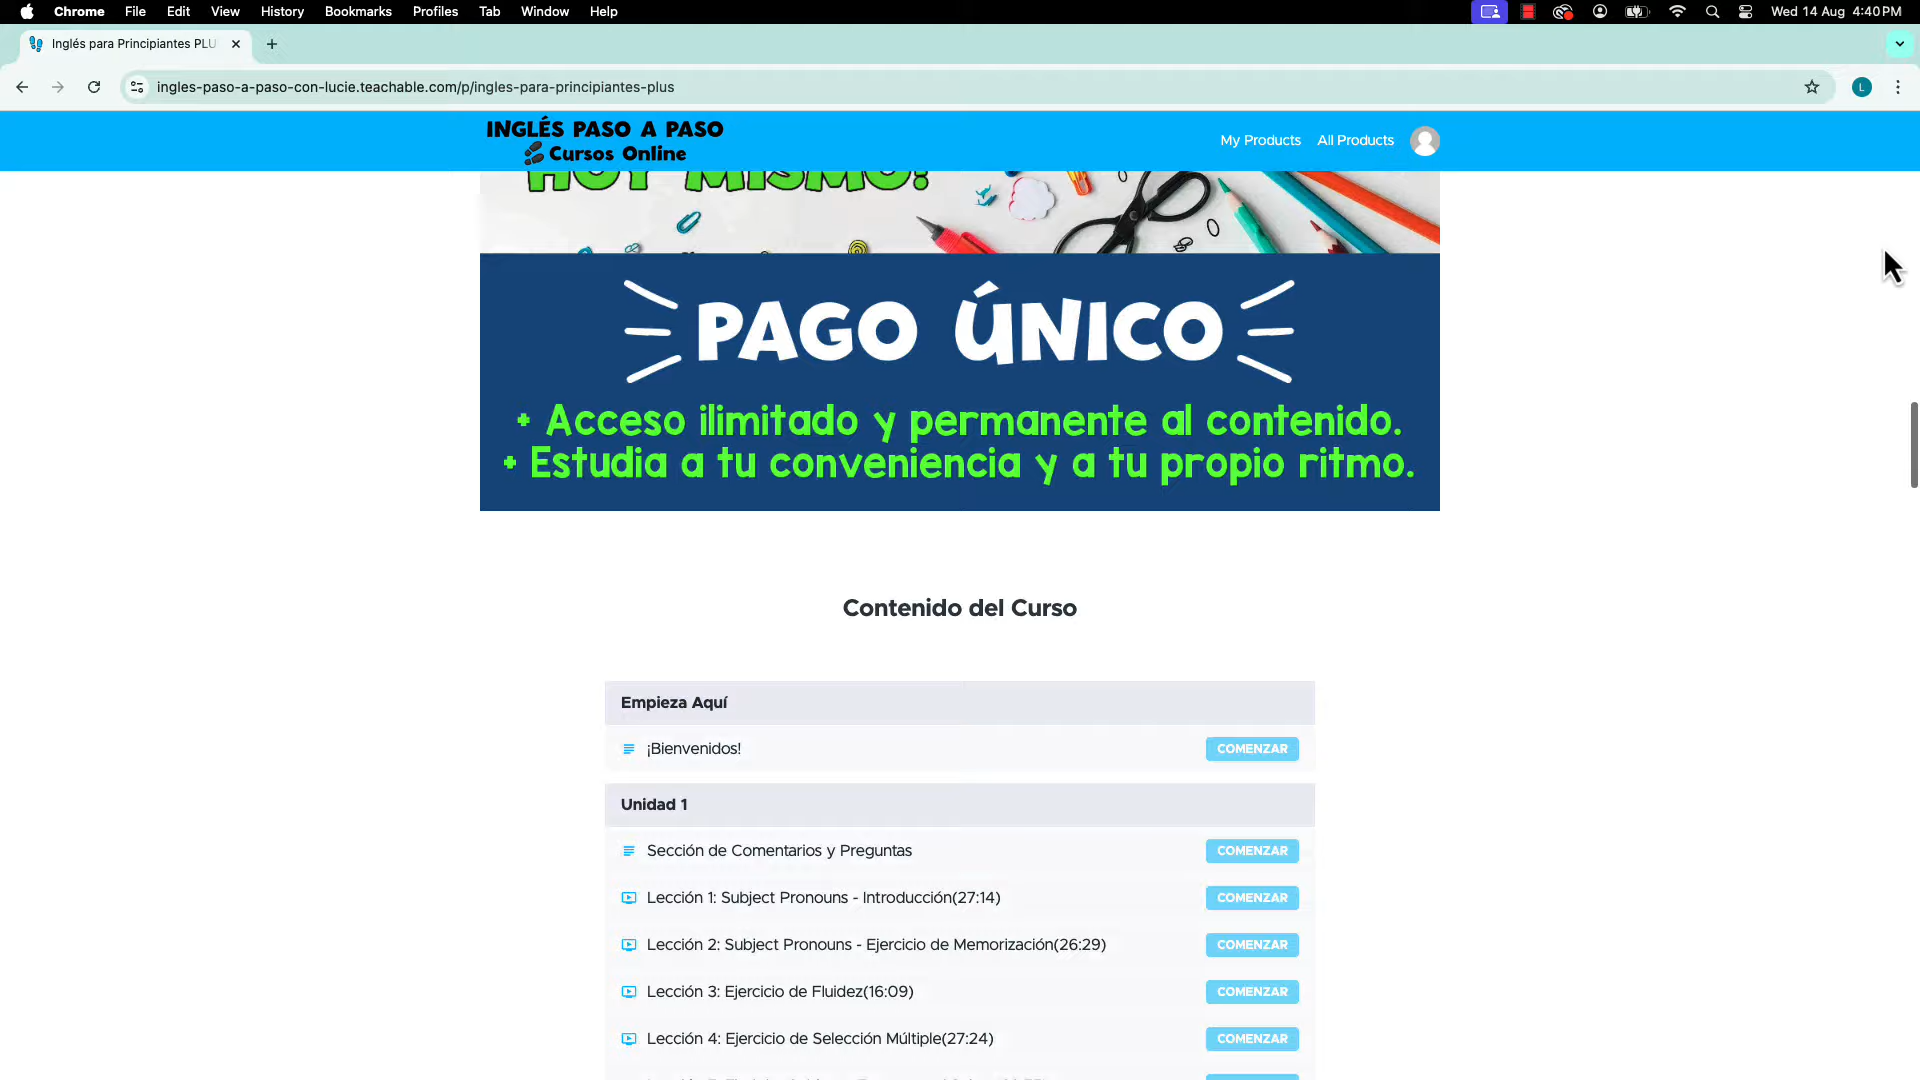 Chrome File Edit View History Bookmarks Profiles Tab Window Help Wed 14 Aug 4:40 PM
Inglés para Principiantes PLU
ingles-paso-a-paso-con-lucie.teachable.com/p/ingles-para-principiantes-plus
L
INGLÉS PASO A PASO
Cursos Online
My Products All Products
HOY MISMO!
PAGO ÚNICO
+ Acceso ilimitado y permanente al contenido.
+ Estudia a tu conveniencia y a tu propio ritmo.
Contenido del Curso
Empieza Aquí
¡Bienvenidos! COMENZAR
Unidad 1
Sección de Comentarios y Preguntas COMENZAR
Lección 1: Subject Pronouns - Introducción(27:14) COMENZAR
Lección 2: Subject Pronouns - Ejercicio de Memorización(26:29) COMENZAR
Lección 3: Ejercicio de Fluidez(16:09) COMENZAR
Lección 4: Ejercicio de Selección Múltiple(27:24) COMENZAR